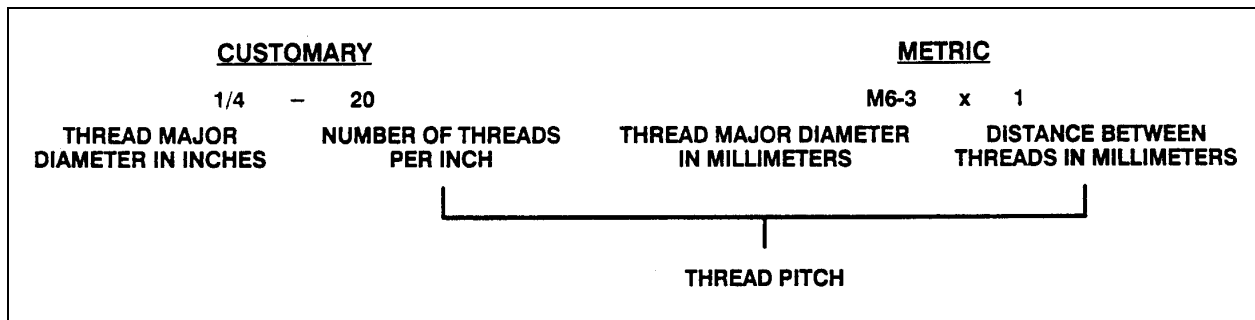 CUSTOMARY
1/4 – 20
THREAD MAJOR
DIAMETER IN INCHES
NUMBER OF THREADS
PER INCH
METRIC
M6-3 x 1
THREAD MAJOR DIAMETER
IN MILLIMETERS
DISTANCE BETWEEN
THREADS IN MILLIMETERS
THREAD PITCH